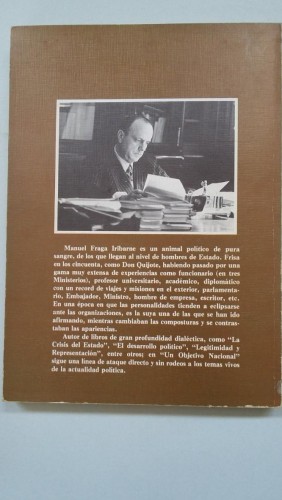 Manuel Fraga Iribarne es un animal político de pura
sangre, de los que llegan al nivel de hombres de Estado. Frisa
en los cincuenta, como Don Quijote, habiendo pasado por una
gama muy extensa de experiencias como funcionario (en tres
Ministerios), profesor universitario, académico, diplomático
con un record de viajes y misiones en el exterior, parlamenta-
rio, Embajador, Ministro, hombre de empresa, escritor, etc.
En una época en que las personalidades tienden a eclipsarse
ante las organizaciones, es la suya una de las que se han ido
afirmando, mientras cambiaban las composturas y se contras-
taban las apariencias.
Autor de libros de gran profundidad dialéctica, como "La
Crisis del Estado", "El desarrollo político", "Legitimidad y
Representación", entre otros; en "Un Objetivo Nacional"
sigue una línea de ataque directo y sin rodeos a los temas vivos
de la actualidad política.